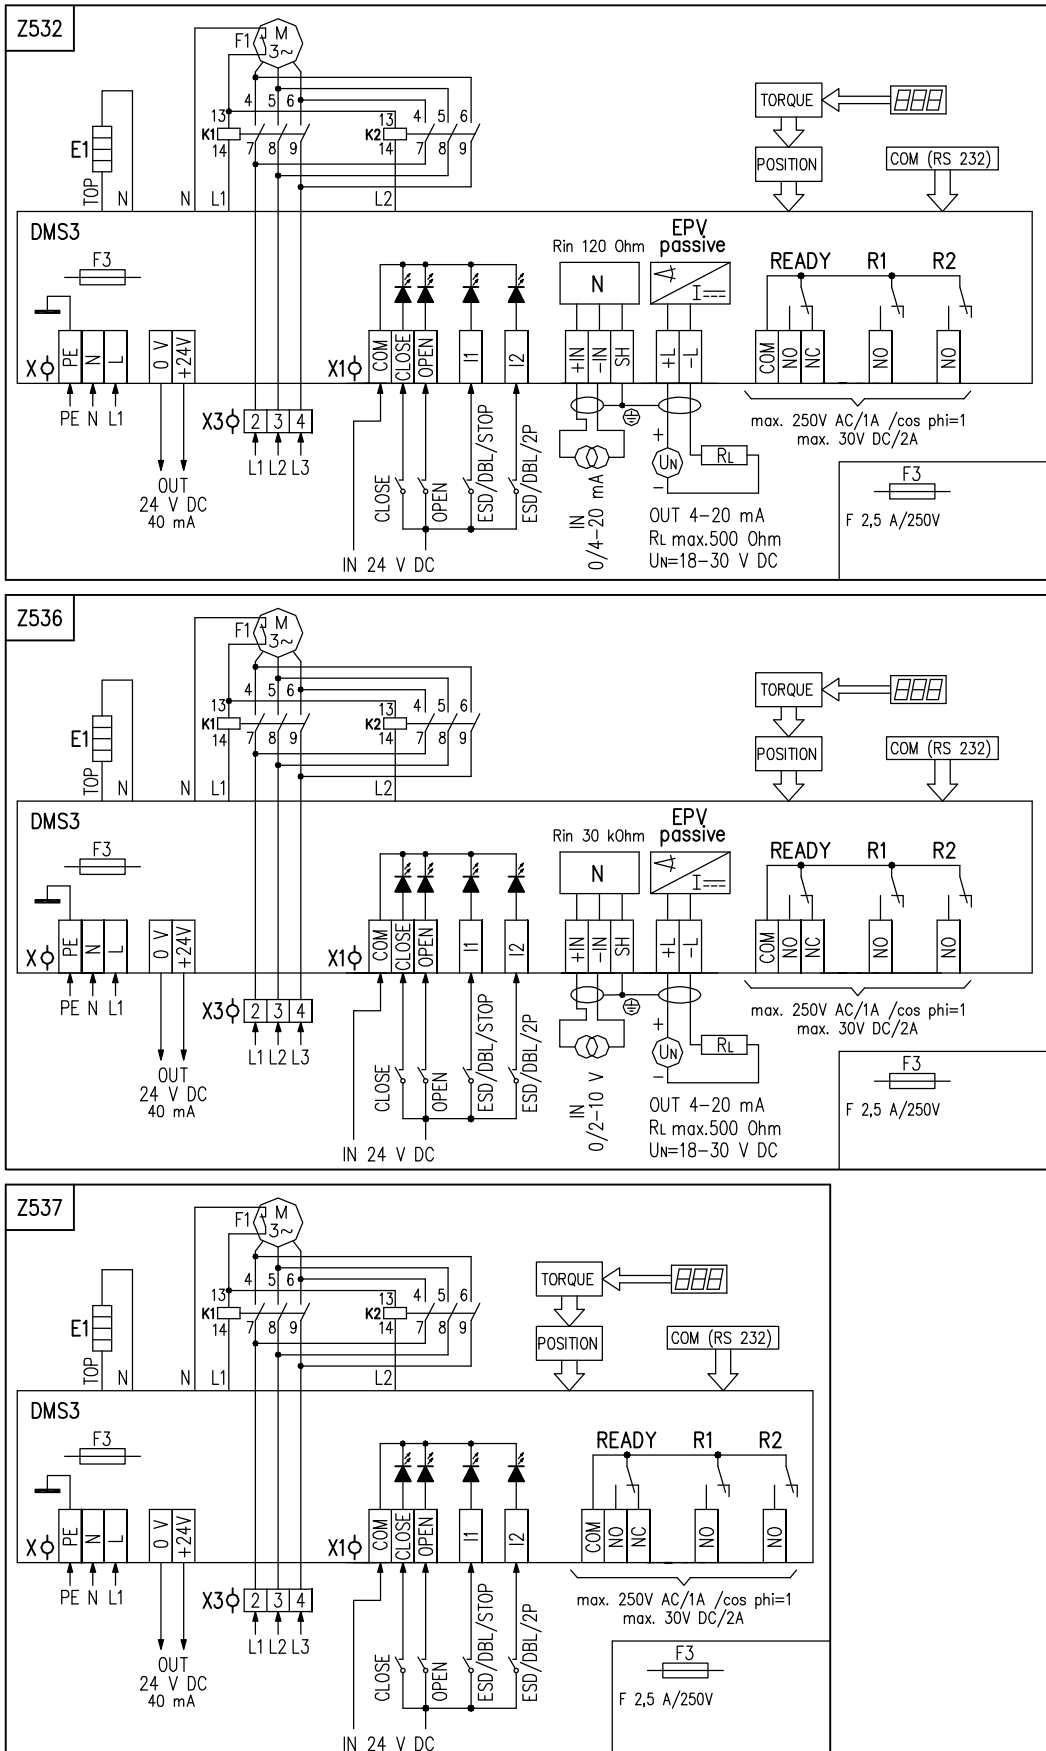 Z532
F1 M
3~
4 5 6
13 K1 14
7 8 9
13 K2 14
4 5 6
7 8 9
E1
TOP N N L1 L2
TORQUE
POSITION
COM (RS 232)
DMS3
F3
Rin 120 Ohm
N
EPV
passive
I
READY R1 R2
X PE N L
0 V +24V
X1 COM CLOSE OPEN I1 I2
+IN -IN SH +L -L
COM NO NC NO NO
PE N L1
X3 2 3 4
L1 L2 L3
OUT
24 V DC
40 mA
CLOSE OPEN ESD/DBL/STOP ESD/DBL/2P
IN 24 V DC
IN
0/4-20 mA
+ UN -
RL
OUT 4-20 mA
RL max.500 Ohm
UN=18-30 V DC
max. 250V AC/1A /cos phi=1
max. 30V DC/2A
F3
F 2,5 A/250V
Z536
F1 M
3~
4 5 6
13 K1 14
7 8 9
13 K2 14
4 5 6
7 8 9
E1
TOP N N L1 L2
TORQUE
POSITION
COM (RS 232)
DMS3
F3
Rin 30 kOhm
N
EPV
passive
I
READY R1 R2
X PE N L
0 V +24V
X1 COM CLOSE OPEN I1 I2
+IN -IN SH +L -L
COM NO NC NO NO
PE N L1
X3 2 3 4
L1 L2 L3
OUT
24 V DC
40 mA
CLOSE OPEN ESD/DBL/STOP ESD/DBL/2P
IN 24 V DC
IN
0/2-10 V
+ UN -
RL
OUT 4-20 mA
RL max.500 Ohm
UN=18-30 V DC
max. 250V AC/1A /cos phi=1
max. 30V DC/2A
F3
F 2,5 A/250V
Z537
F1 M
3~
4 5 6
13 K1 14
7 8 9
13 K2 14
4 5 6
7 8 9
E1
TOP N N L1 L2
TORQUE
POSITION
COM (RS 232)
DMS3
F3
READY R1 R2
X PE N L
0 V +24V
X1 COM CLOSE OPEN I1 I2
COM NO NC NO NO
PE N L1
X3 2 3 4
L1 L2 L3
OUT
24 V DC
40 mA
CLOSE OPEN ESD/DBL/STOP ESD/DBL/2P
IN 24 V DC
max. 250V AC/1A /cos phi=1
max. 30V DC/2A
F3
F 2,5 A/250V